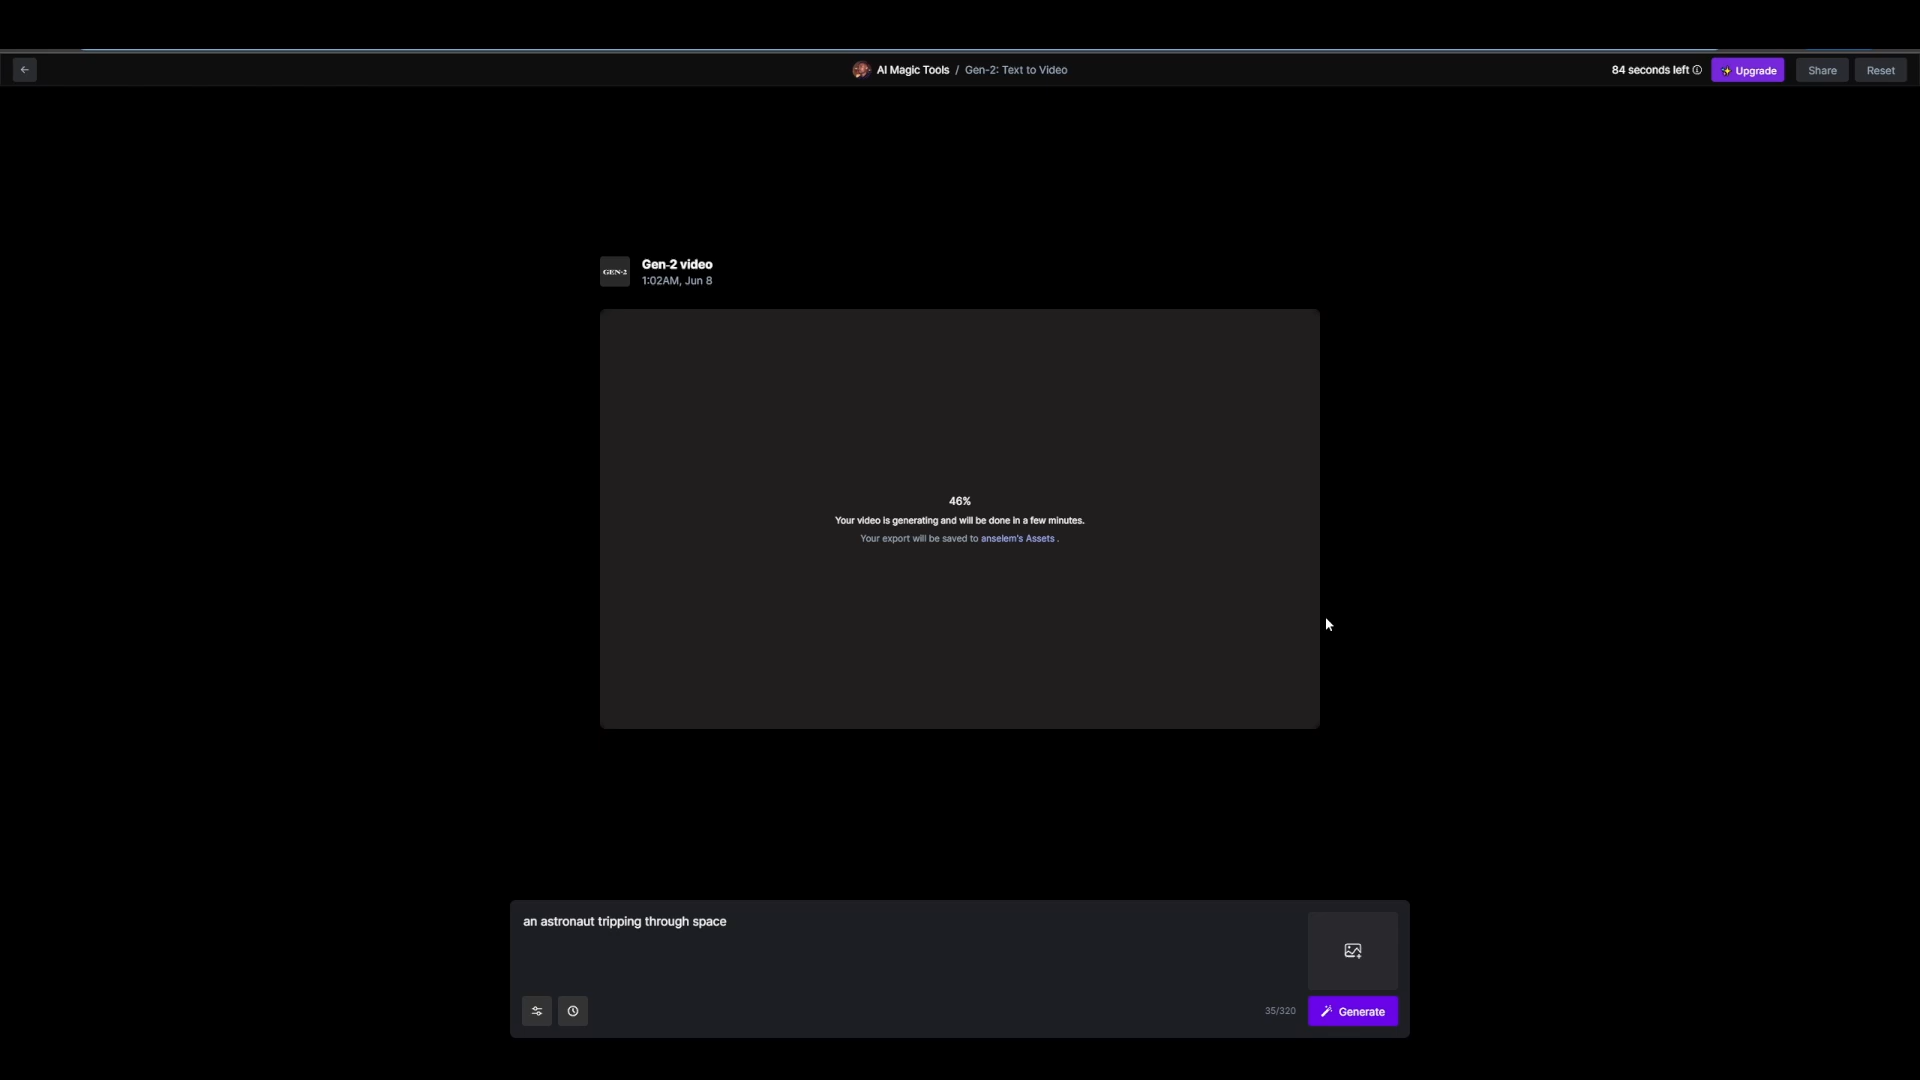 AI Magic Tools / Gen-2: Text to Video
84 seconds left
Upgrade
Share
Reset
GEN-2
Gen-2 video
1:02AM, Jun 8
46%
Your video is generating and will be done in a few minutes.
Your export will be saved to anselem's Assets .
an astronaut tripping through space
35/320
Generate